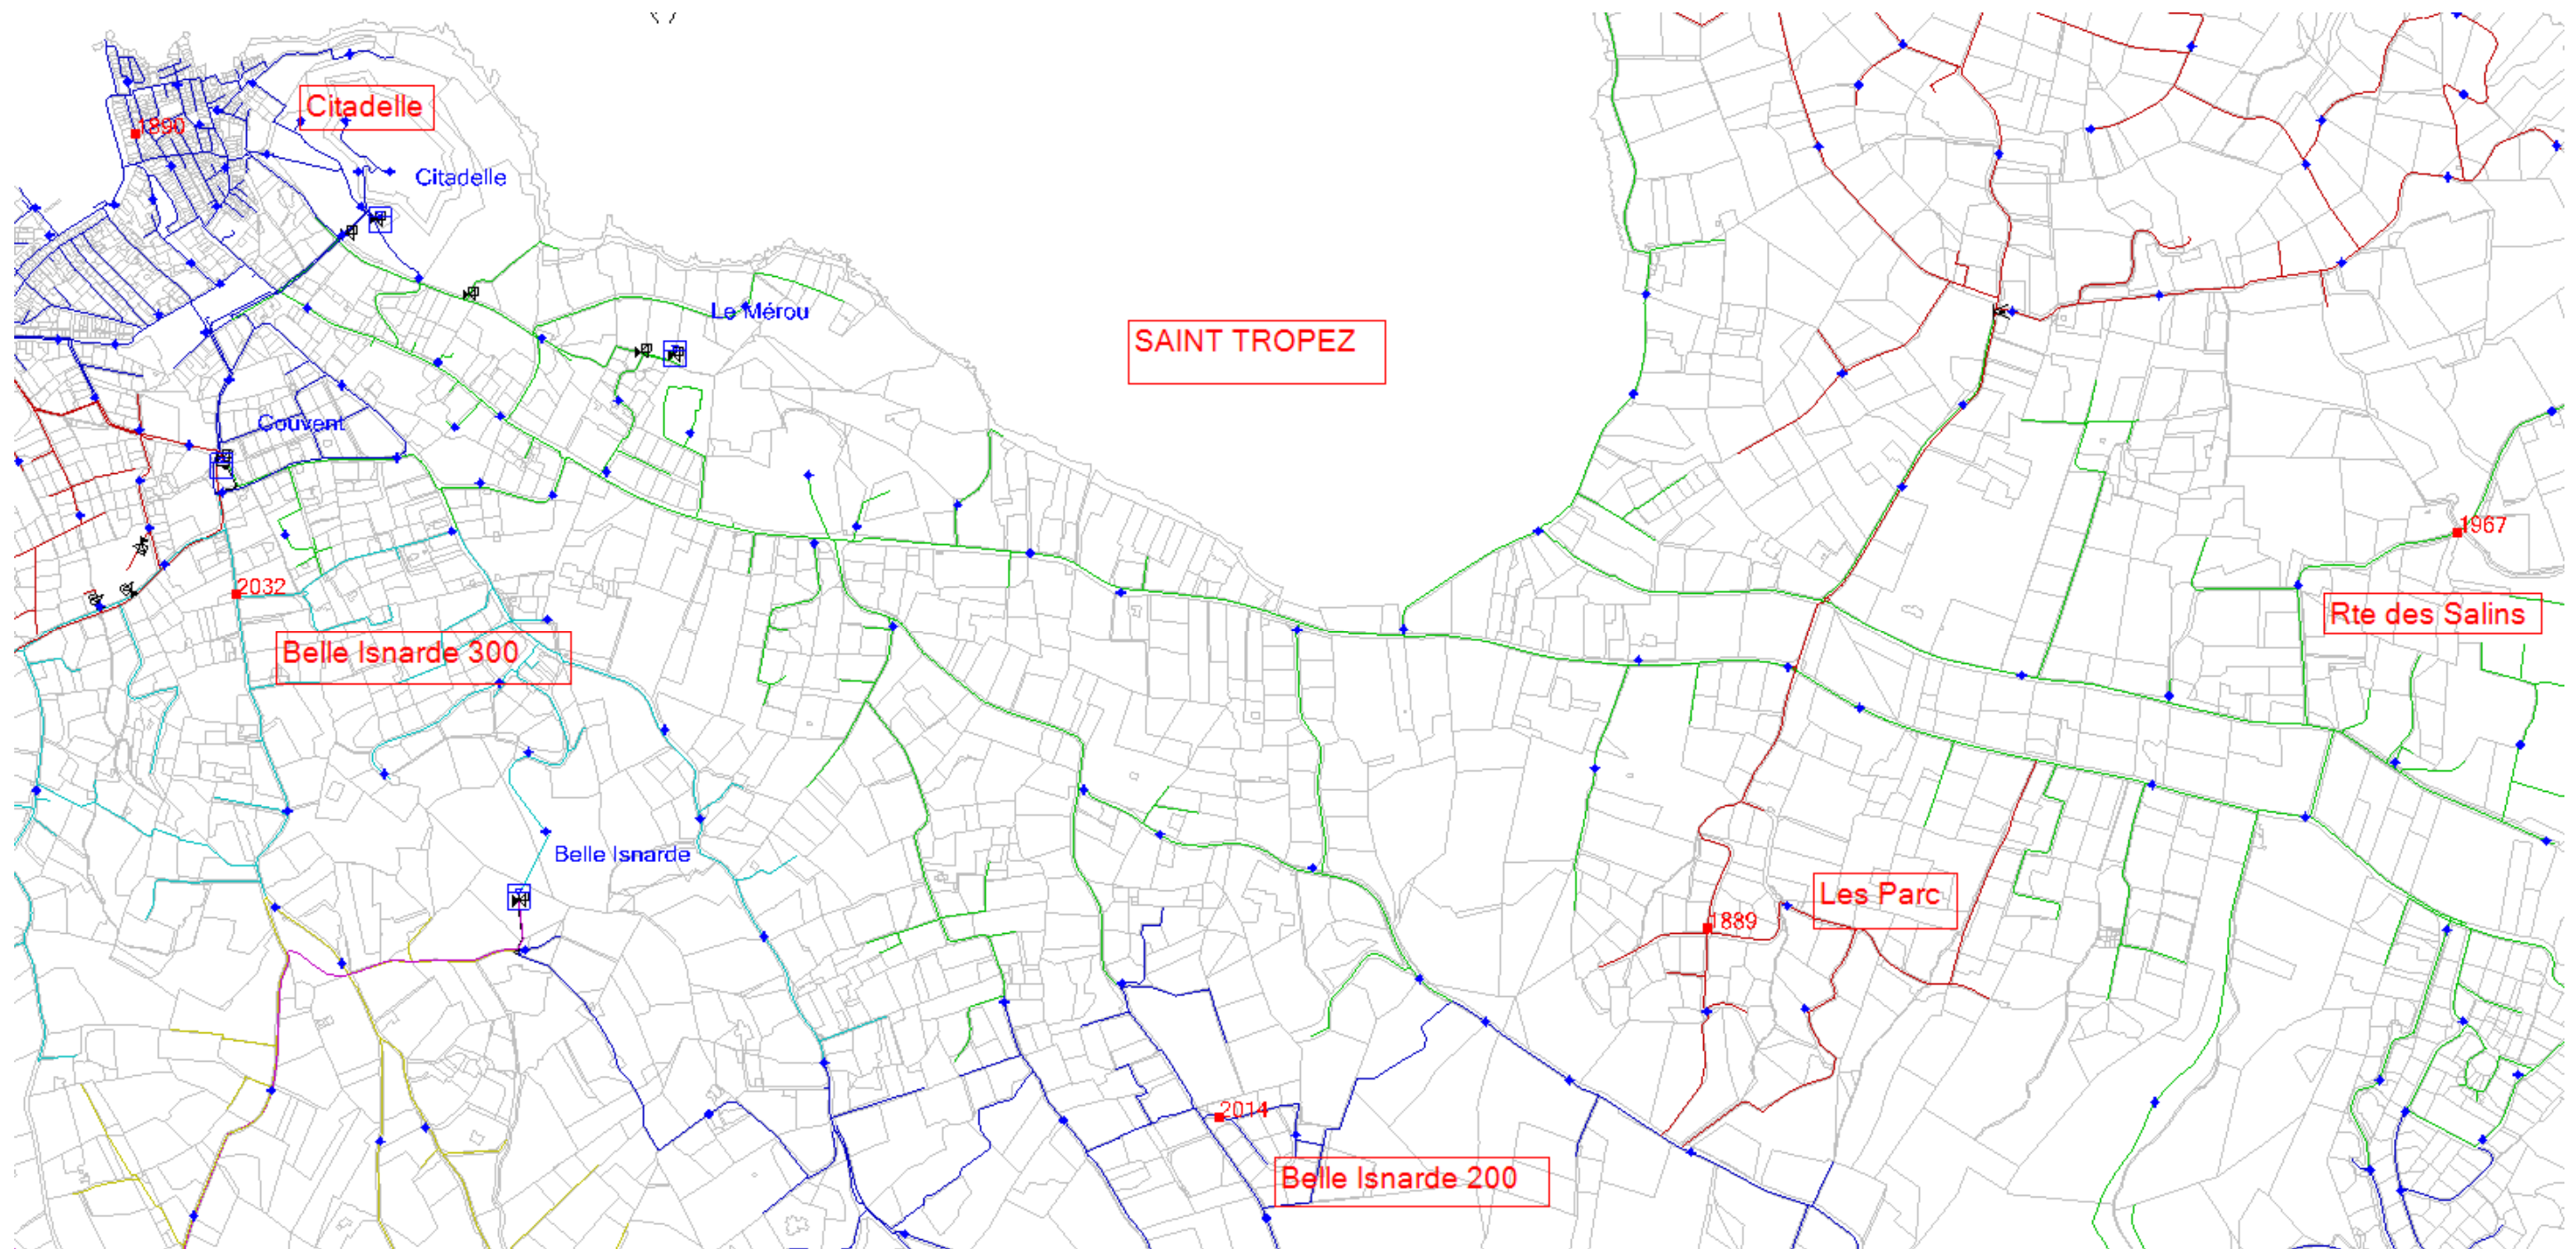 Citadelle
1890
Citadelle
Le Mérou
SAINT TROPEZ
Couvent
1967
2032
Rte des Salins
Belle Isnarde 300
Belle Isnarde
Les Parc
1889
2014
Belle Isnarde 200